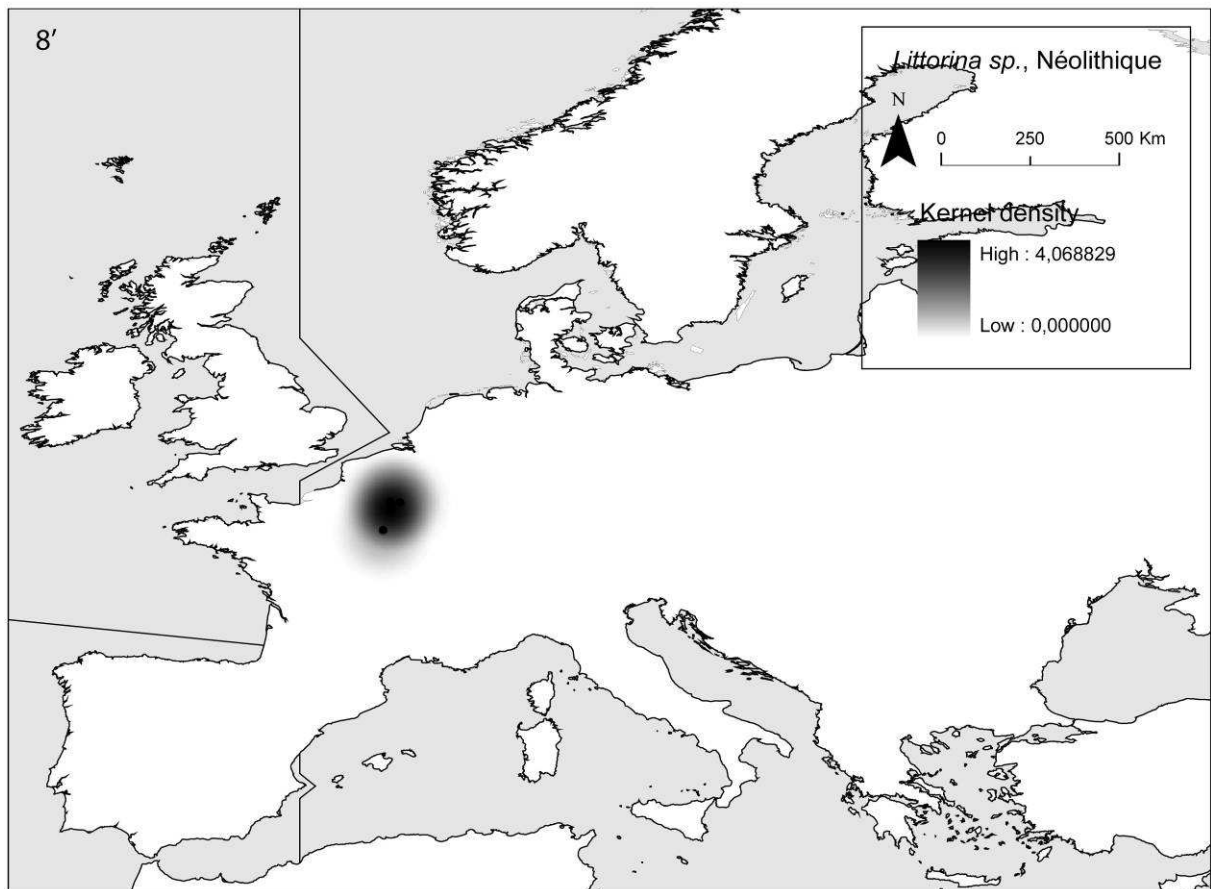 8′
Littorina sp., Néolithique
N
0 250 500 Km
Kernel density
High : 4,068829
Low : 0,000000